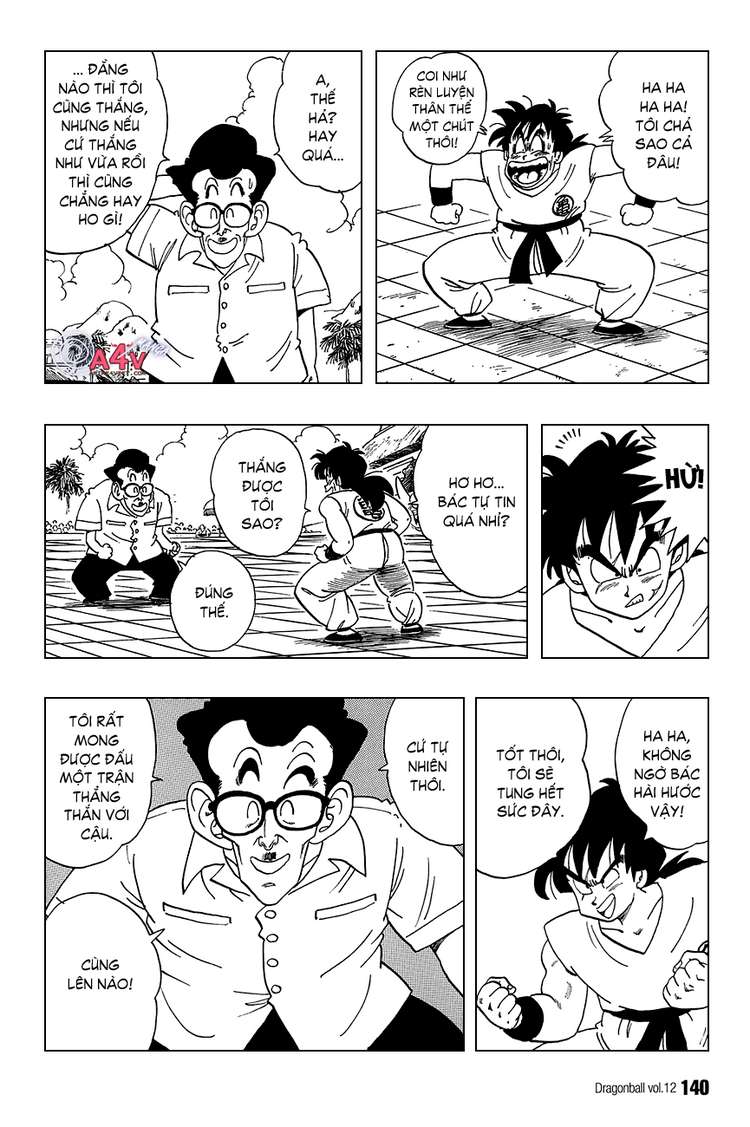 HA HA
HA HA!
TÔI CHẢ
SAO CẢ
ĐÂU!
COI NHƯ
RÈN LUYỆN
THÂN THỂ
MỘT CHÚT
THÔI!
A,
THẾ
HẢ?
HAY
QUÁ...
... ĐẰNG
NÀO THÌ TÔI
CŨNG THẮNG,
NHƯNG NẾU
CỨ THẮNG
NHƯ VỪA RỒI
THÌ CŨNG
CHẲNG HAY
HO GÌ!
A4V
HỪ!
HƠ HƠ...
BÁC TỰ TIN
QUÁ NHỈ?
THẮNG
ĐƯỢC
TÔI
SAO?
ĐÚNG
THẾ.
HA HA,
KHÔNG
NGỜ BÁC
HÀI HƯỚC
VẬY!
TỐT THÔI,
TÔI SẼ
TUNG HẾT
SỨC ĐÂY.
CỨ TỰ
NHIÊN
THÔI.
TÔI RẤT
MONG
ĐƯỢC ĐẤU
MỘT TRẬN
THẲNG
THẮN VỚI
CẬU.
CÙNG
LÊN NÀO!
Dragonball vol.12 140